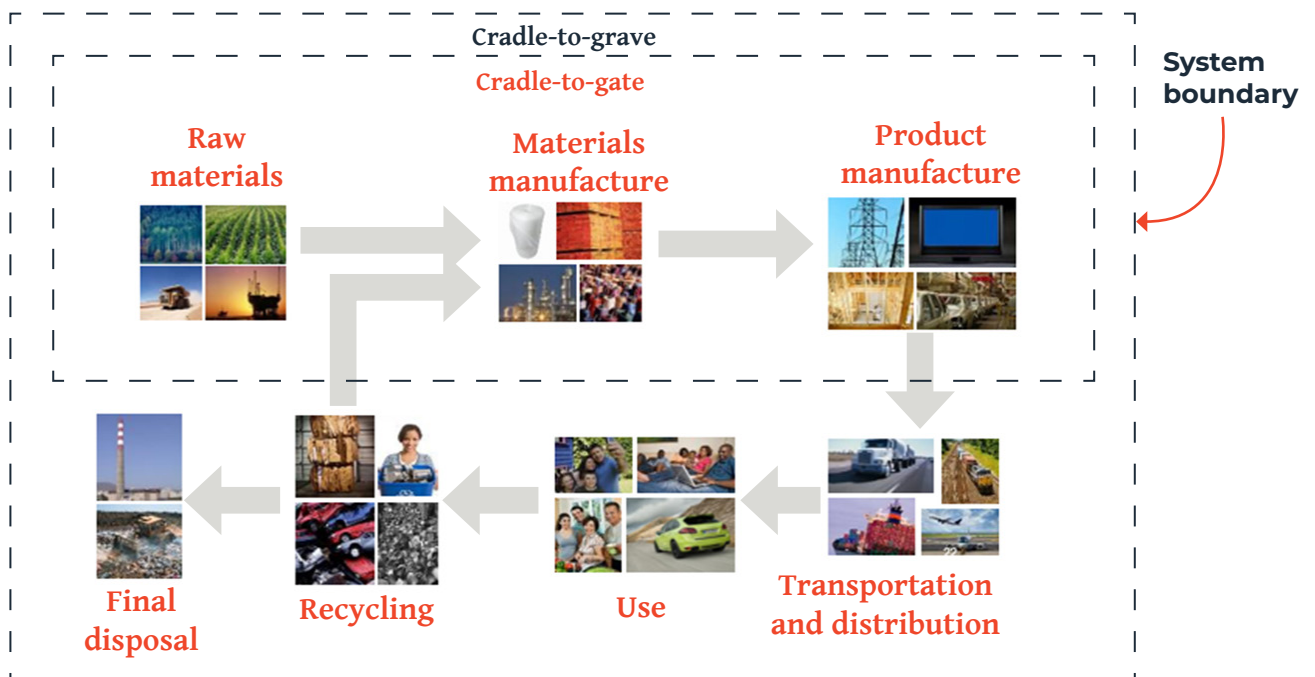 Cradle-to-grave
Cradle-to-gate
System
boundary
Raw
materials
Materials
manufacture
Product
manufacture
Final
disposal
Recycling
Use
Transportation
and distribution